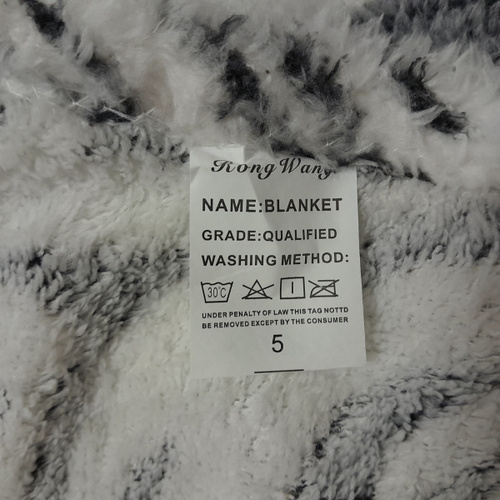 Kong Wang
NAME:BLANKET
GRADE:QUALIFIED
WASHING METHOD:
30°C
UNDER PENALTY OF LAW THIS TAG NOTTD
BE REMOVED EXCEPT BY THE CONSUMER
5